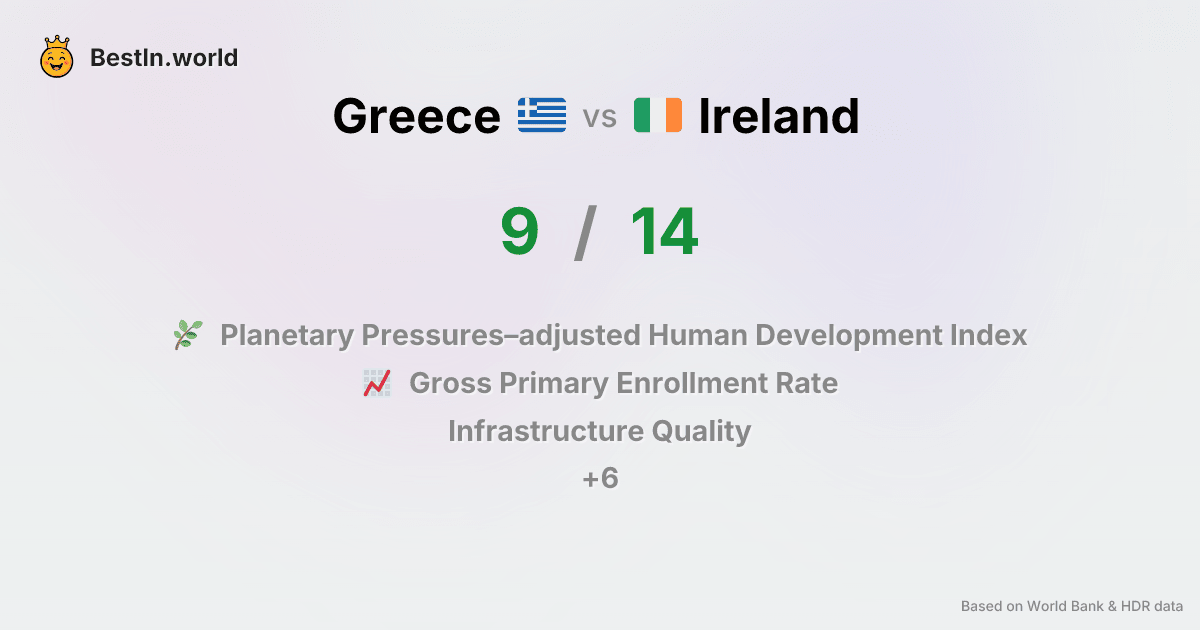 BestIn.world
Greece vs Ireland
9 / 14
Planetary Pressures–adjusted Human Development Index
Gross Primary Enrollment Rate
Infrastructure Quality
+6
Based on World Bank & HDR data